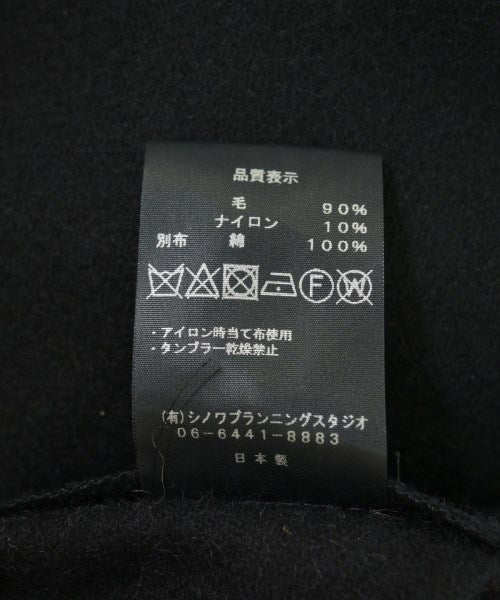 品質表示
毛 90%
ナイロン 10%
別布 綿 100%
F W
・アイロン時当て布使用
・タンブラー乾燥禁止
(有)シノワプランニングスタジオ
06-6441-8883
日本製